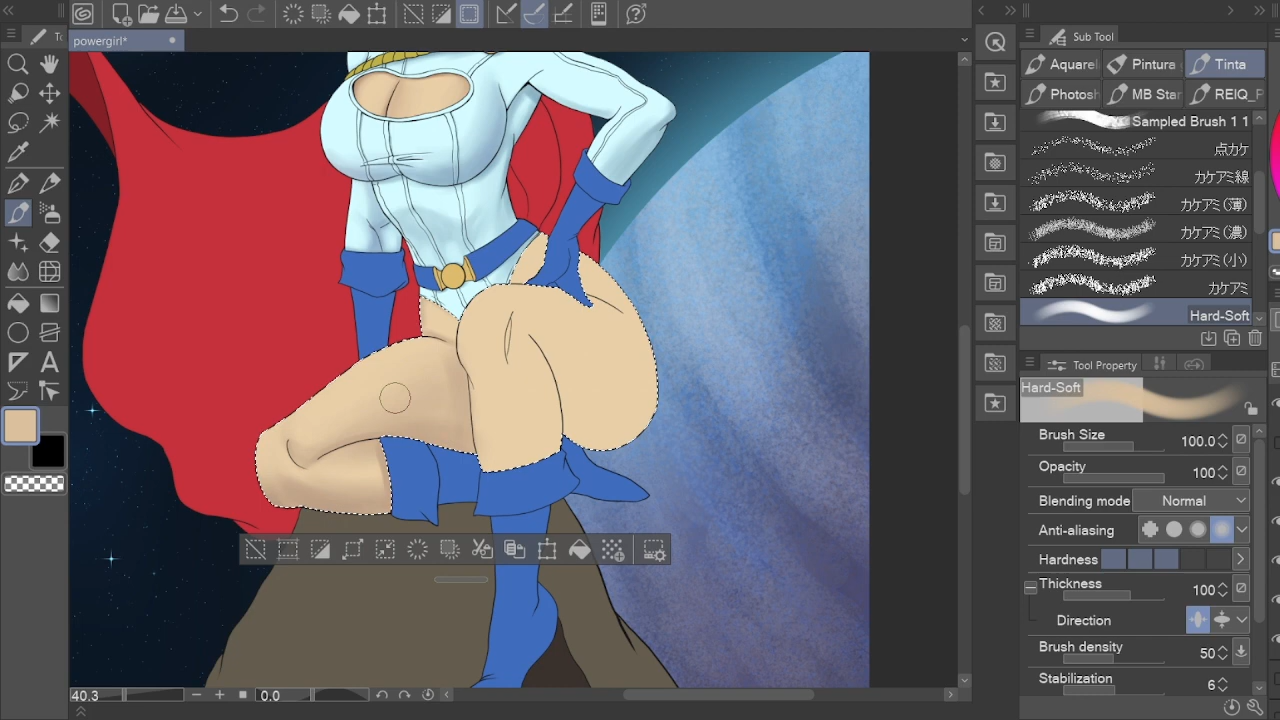 powergirl*
Sub Tool
Aquarel
Pintura
Tinta
Photosh
MB Star
REIQ_P
Sampled Brush 1 1
点カケ
カケアミ線
カケアミ(薄)
カケアミ(濃)
カケアミ(小)
カケアミ
Hard-Soft
Tool Property
Hard-Soft
Brush Size
100.0
Opacity
100
Blending mode
Normal
Anti-aliasing
Hardness
Thickness
100
Direction
Brush density
50
Stabilization
6
40.3
0.0